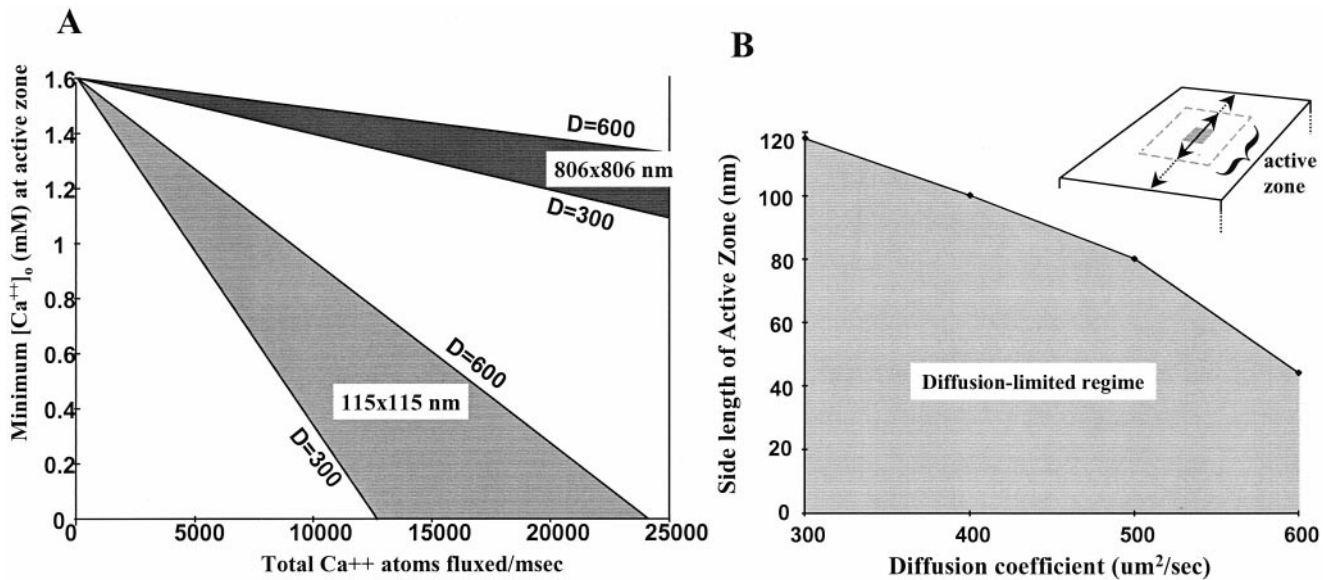 A
Minimum [Ca++]o (mM) at active zone
1.6
1.4
1.2
1
0.8
0.6
0.4
0.2
0
D=600
806x806 nm
D=300
D=600
115x115 nm
D=300
0
5000
10000
15000
20000
25000
Total Ca++ atoms fluxed/msec
B
Side length of Active Zone (nm)
120
100
80
60
40
20
0
active
zone
Diffusion-limited regime
300
400
500
600
Diffusion coefficient (um2/sec)